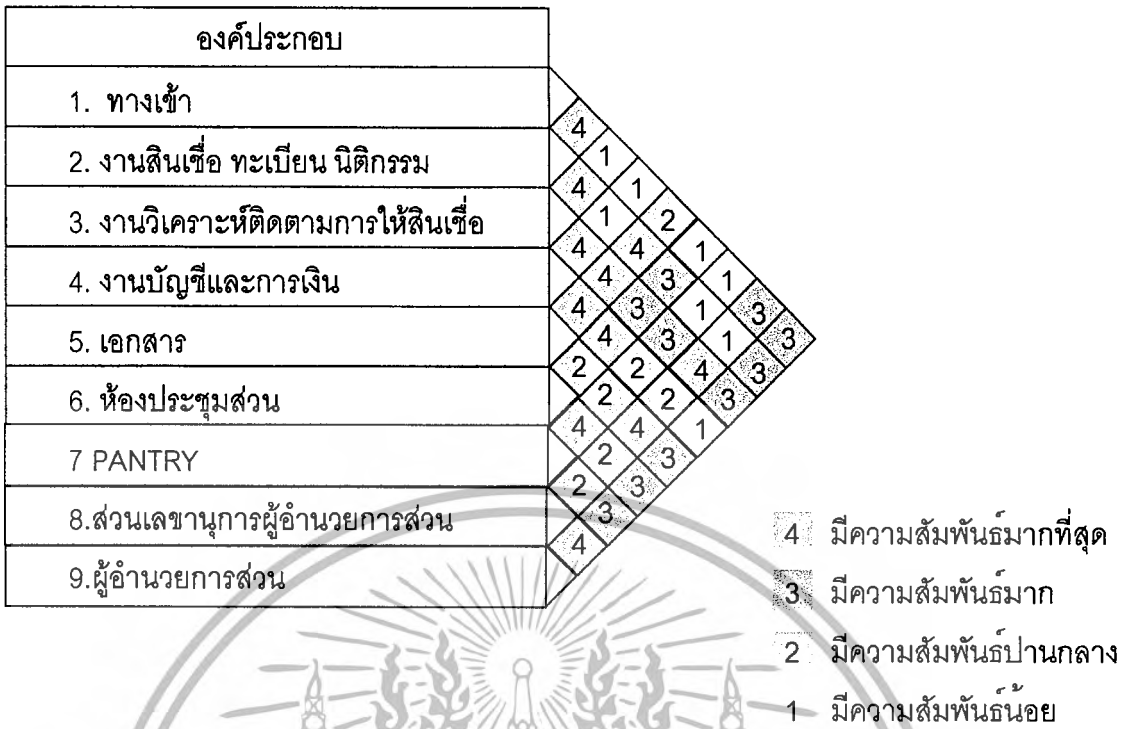 องค์ประกอบ
1. ทางเข้า
4
2. งานสินเชื่อ ทะเบียน นิติกรรม 1
4 1
3. งานวิเคราะห์ติดตามการให้สินเชื่อ 1 2
4 4 1
4. งานบัญชีและการเงิน 4 3 1
4 3 1 3
5. เอกสาร 4 3 1 3
2 2 4 3
6. ห้องประชุมส่วน 2 2 3
4 4 1
7 PANTRY 2 3
2 3
8.ส่วนเลขานุการผู้อำนวยการส่วน 3
4
9.ผู้อำนวยการส่วน
4 มีความสัมพันธ์มากที่สุด
3 มีความสัมพันธ์มาก
2 มีความสัมพันธ์ปานกลาง
1 มีความสัมพันธ์น้อย